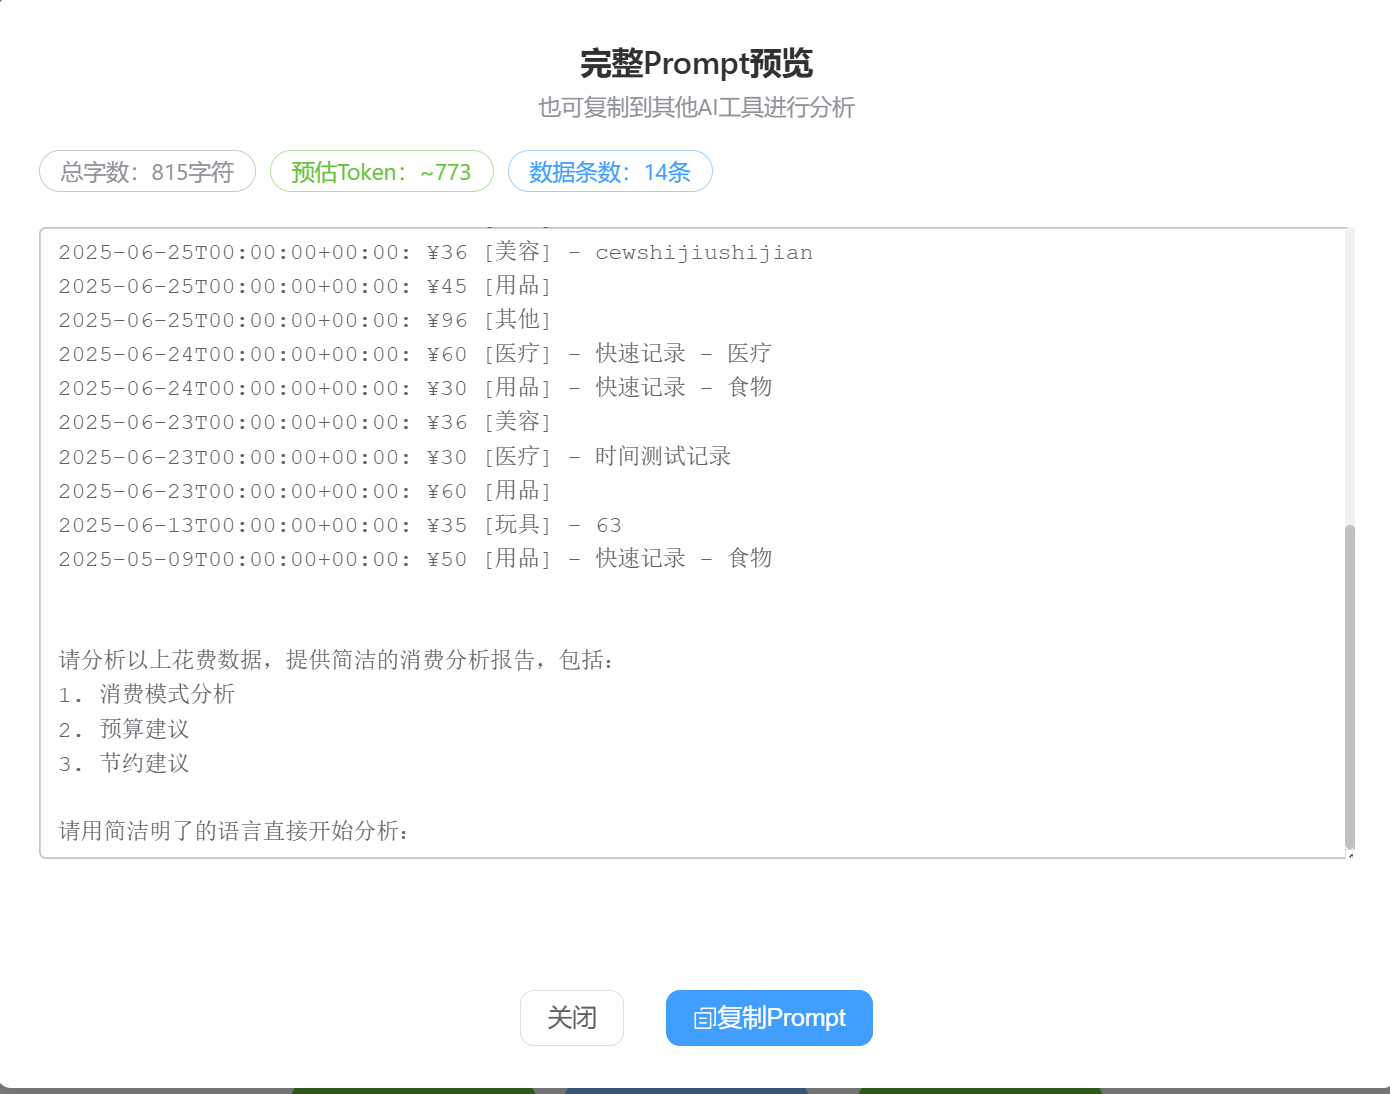 完整Prompt预览
也可复制到其他AI工具进行分析
总字数：815字符
预估Token：~773
数据条数：14条
2025-06-25T00:00:00+00:00: ¥36 [美容] - cewshijiushijian
2025-06-25T00:00:00+00:00: ¥45 [用品]
2025-06-25T00:00:00+00:00: ¥96 [其他]
2025-06-24T00:00:00+00:00: ¥60 [医疗] - 快速记录 - 医疗
2025-06-24T00:00:00+00:00: ¥30 [用品] - 快速记录 - 食物
2025-06-23T00:00:00+00:00: ¥36 [美容]
2025-06-23T00:00:00+00:00: ¥30 [医疗] - 时间测试记录
2025-06-23T00:00:00+00:00: ¥60 [用品]
2025-06-13T00:00:00+00:00: ¥35 [玩具] - 63
2025-05-09T00:00:00+00:00: ¥50 [用品] - 快速记录 - 食物
请分析以上花费数据，提供简洁的消费分析报告，包括：
1. 消费模式分析
2. 预算建议
3. 节约建议
请用简洁明了的语言直接开始分析：
关闭
复制Prompt